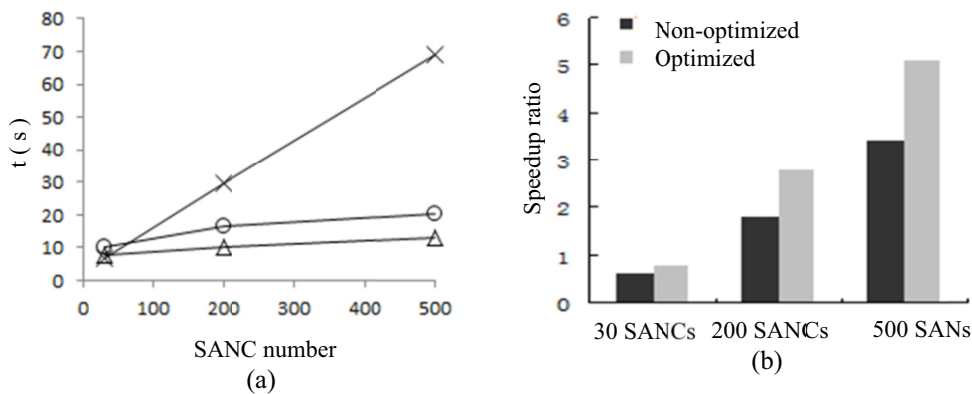 80
70
60
50
40
30
20
10
0
t ( s )
0 100 200 300 400 500
SANC number
(a)
6
5
4
3
2
1
0
Speedup ratio
Non-optimized
Optimized
30 SANCs 200 SANCs 500 SANs
(b)